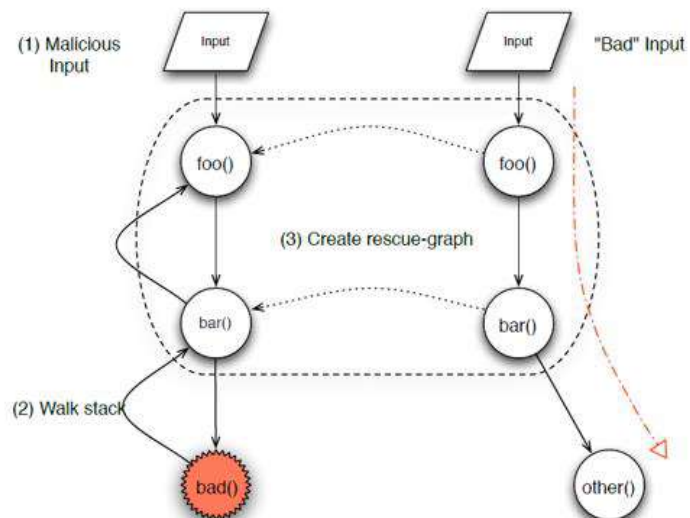 (1) Malicious
Input
Input
Input
"Bad" Input
foo()
foo()
(3) Create rescue-graph
bar()
bar()
(2) Walk stack
bad()
other()